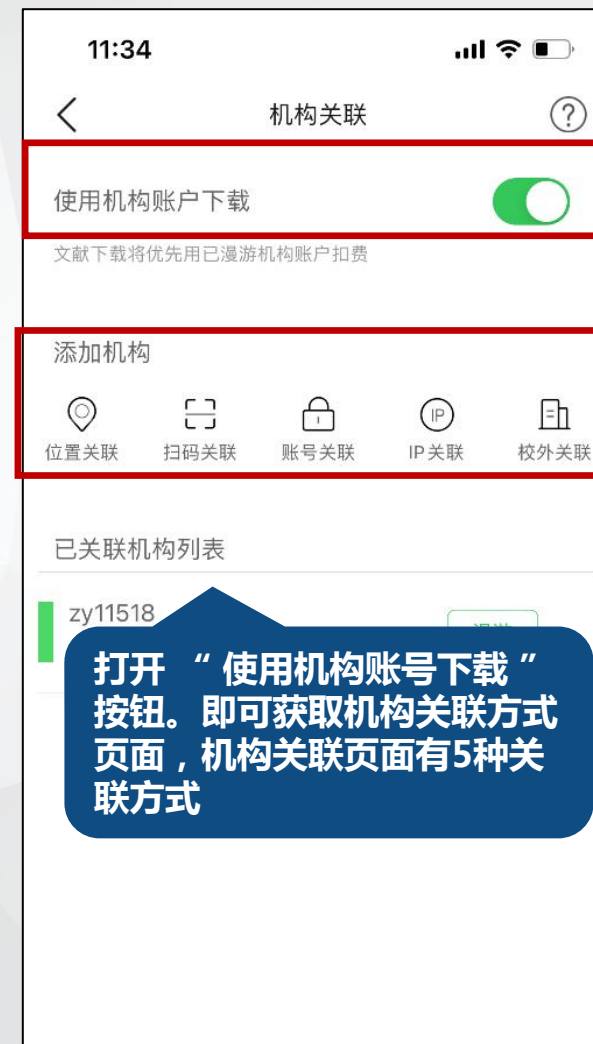 11:34
机构关联
?
使用机构账户下载
文献下载将优先用已漫游机构账户扣费
添加机构
IP
位置关联 扫码关联 账号关联 IP关联 校外关联
已关联机构列表
zy11518
打开 “ 使用机构账号下载 ”
按钮。即可获取机构关联方式
页面，机构关联页面有5种关
联方式